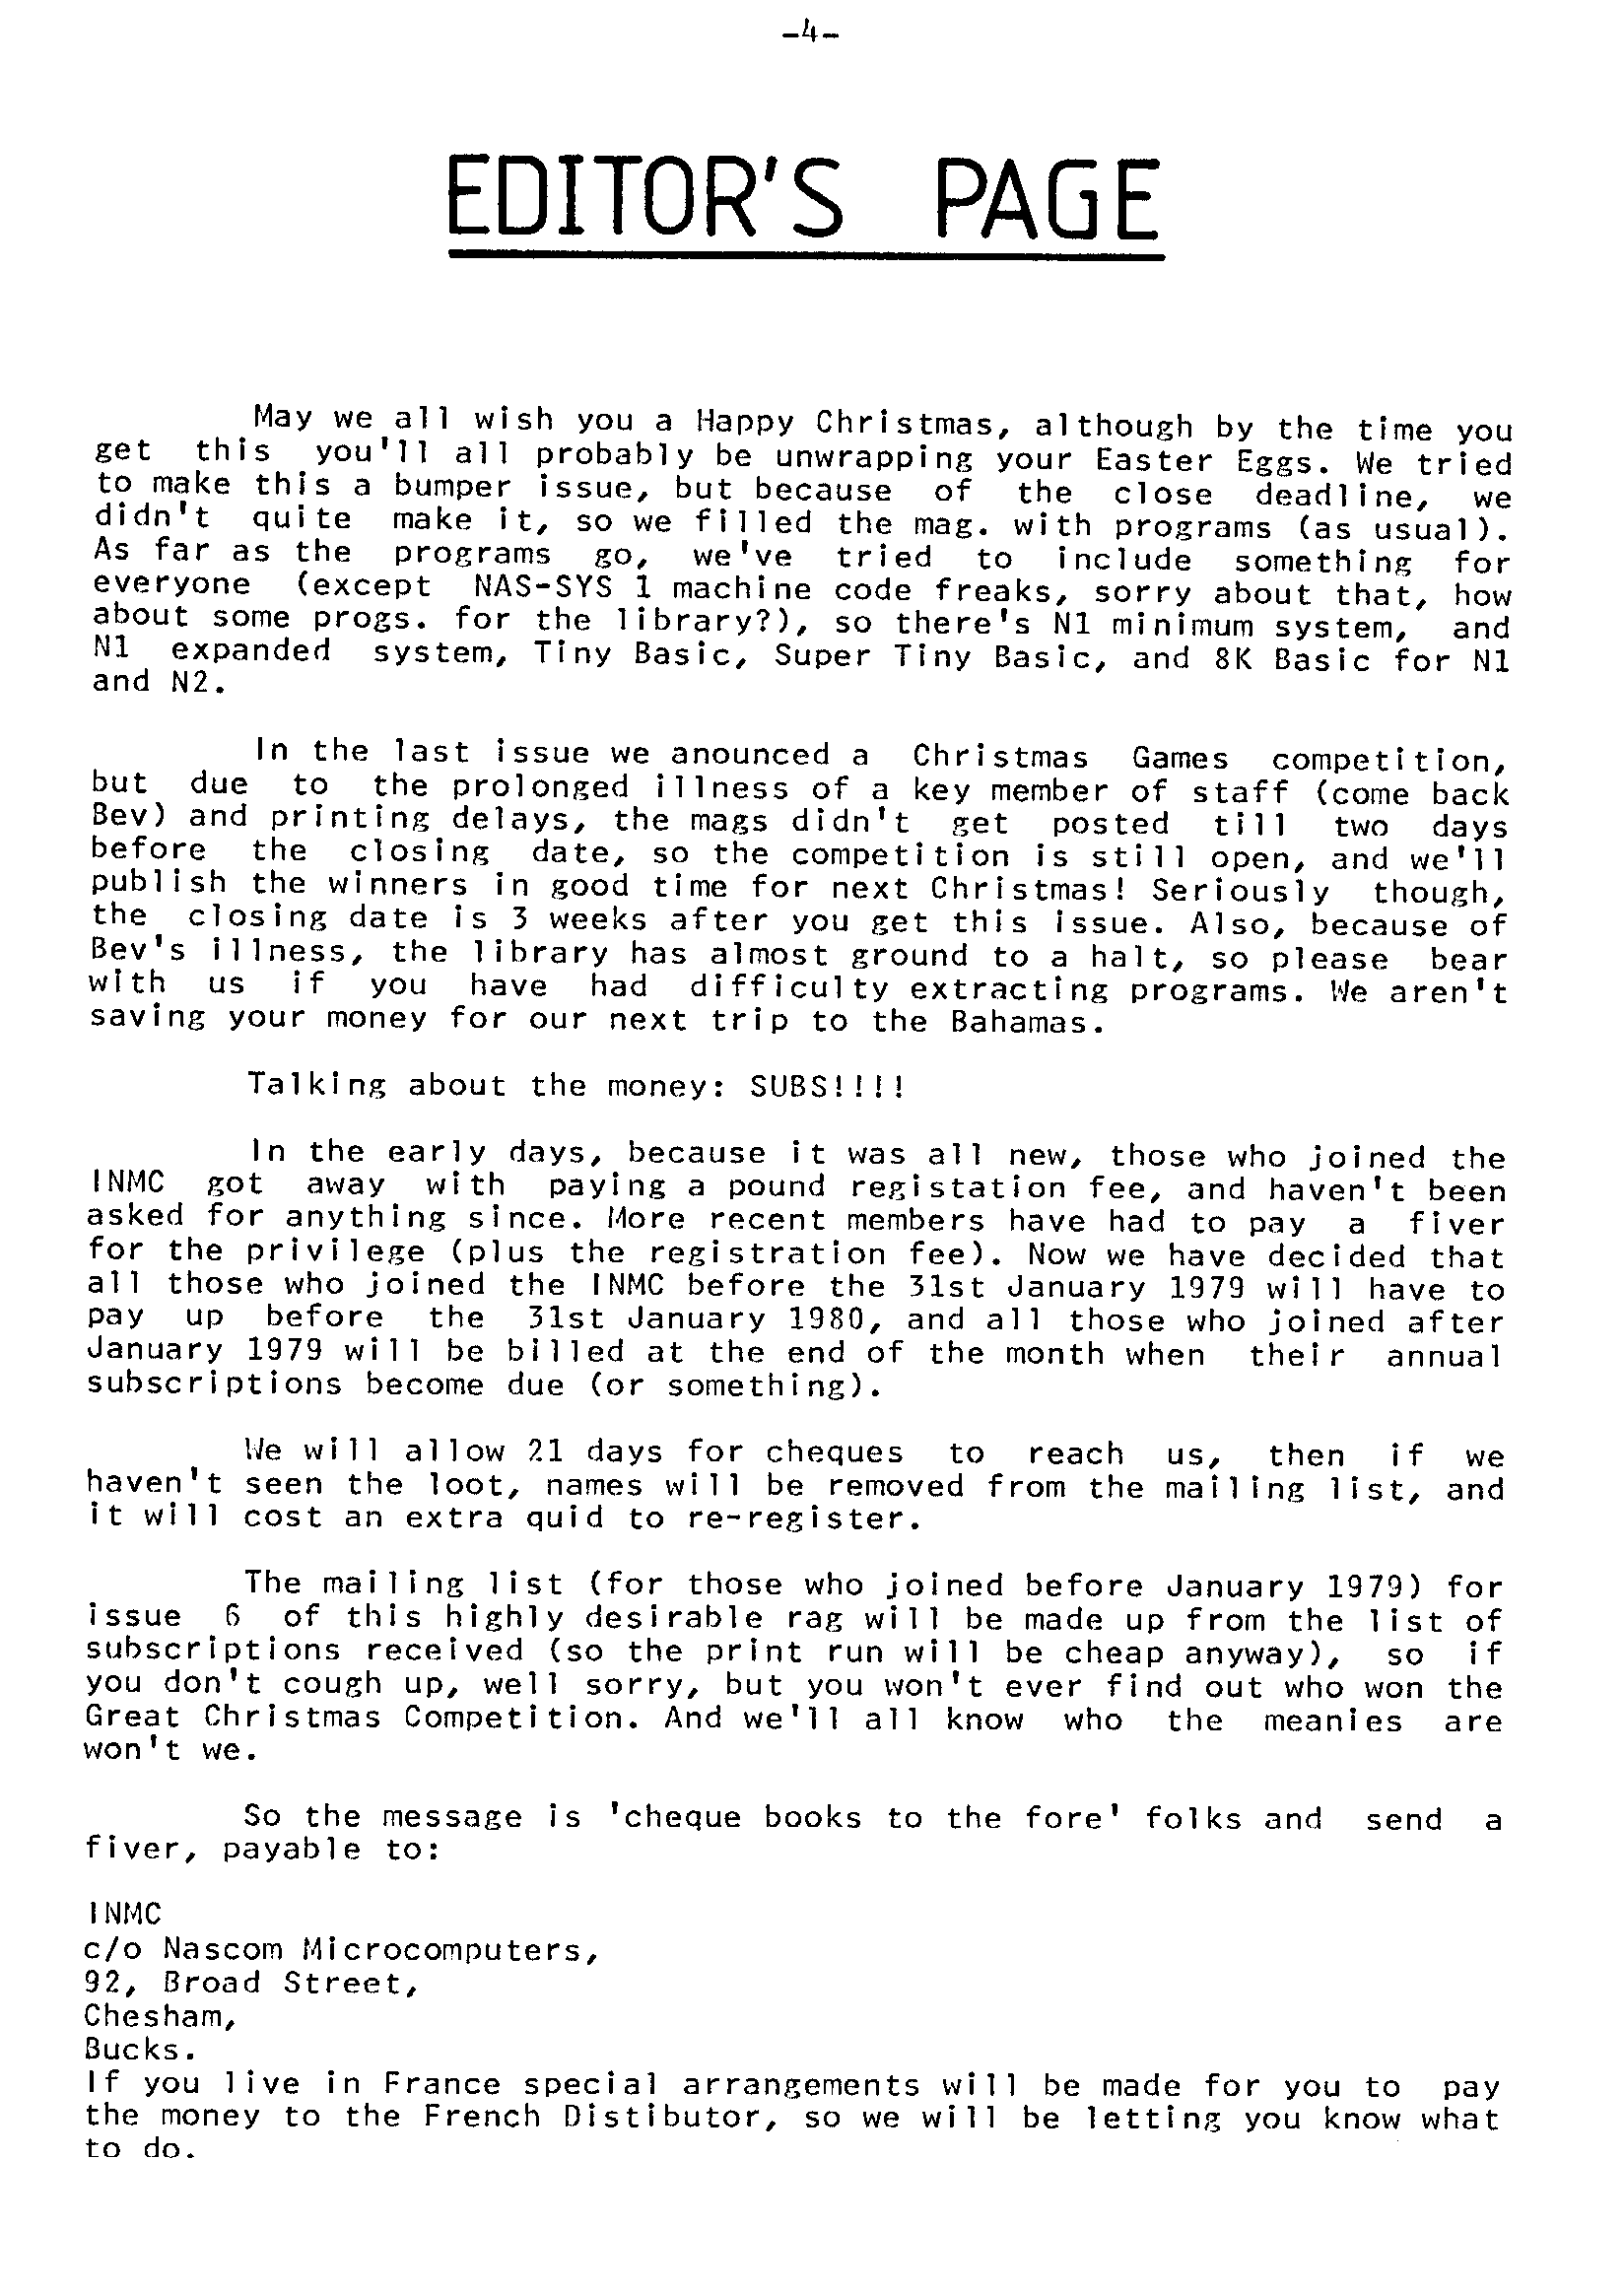 -4-
EDITOR'S PAGE
May we all wish you a Happy Christmas, although by the time you
get this you'll all probably be unwrapping your Easter Eggs. We tried
to make this a bumper issue, but because of the close deadline, we
didn't quite make it, so we filled the mag. with programs (as usual).
As far as the programs go, we've tried to include something for
everyone (except NAS-SYS 1 machine code freaks, sorry about that, how
about some progs. for the library?), so there's N1 minimum system, and
N1 expanded system, Tiny Basic, Super Tiny Basic, and 8K Basic for N1
and N2.
In the last issue we anounced a Christmas Games competition,
but due to the prolonged illness of a key member of staff (come back
Bev) and printing delays, the mags didn't get posted till two days
before the closing date, so the competition is still open, and we'll
publish the winners in good time for next Christmas! Seriously though,
the closing date is 3 weeks after you get this issue. Also, because of
Bev's illness, the library has almost ground to a halt, so please bear
with us if you have had difficulty extracting programs. We aren't
saving your money for our next trip to the Bahamas.
Talking about the money: SUBS!!!!
In the early days, because it was all new, those who joined the
INMC got away with paying a pound registation fee, and haven't been
asked for anything since. More recent members have had to pay a fiver
for the privilege (plus the registration fee). Now we have decided that
all those who joined the INMC before the 31st January 1979 will have to
pay up before the 31st January 1980, and all those who joined after
January 1979 will be billed at the end of the month when their annual
subscriptions become due (or something).
We will allow 21 days for cheques to reach us, then if we
haven't seen the loot, names will be removed from the mailing list, and
it will cost an extra quid to re-register.
The mailing list (for those who joined before January 1979) for
issue 6 of this highly desirable rag will be made up from the list of
subscriptions received (so the print run will be cheap anyway), so if
you don't cough up, well sorry, but you won't ever find out who won the
Great Christmas Competition. And we'll all know who the meanies are
won't we.
So the message is 'cheque books to the fore' folks and send a
fiver, payable to:
INMC
c/o Nascom Microcomputers,
92, Broad Street,
Chesham,
Bucks.
If you live in France special arrangements will be made for you to pay
the money to the French Distibutor, so we will be letting you know what
to do.